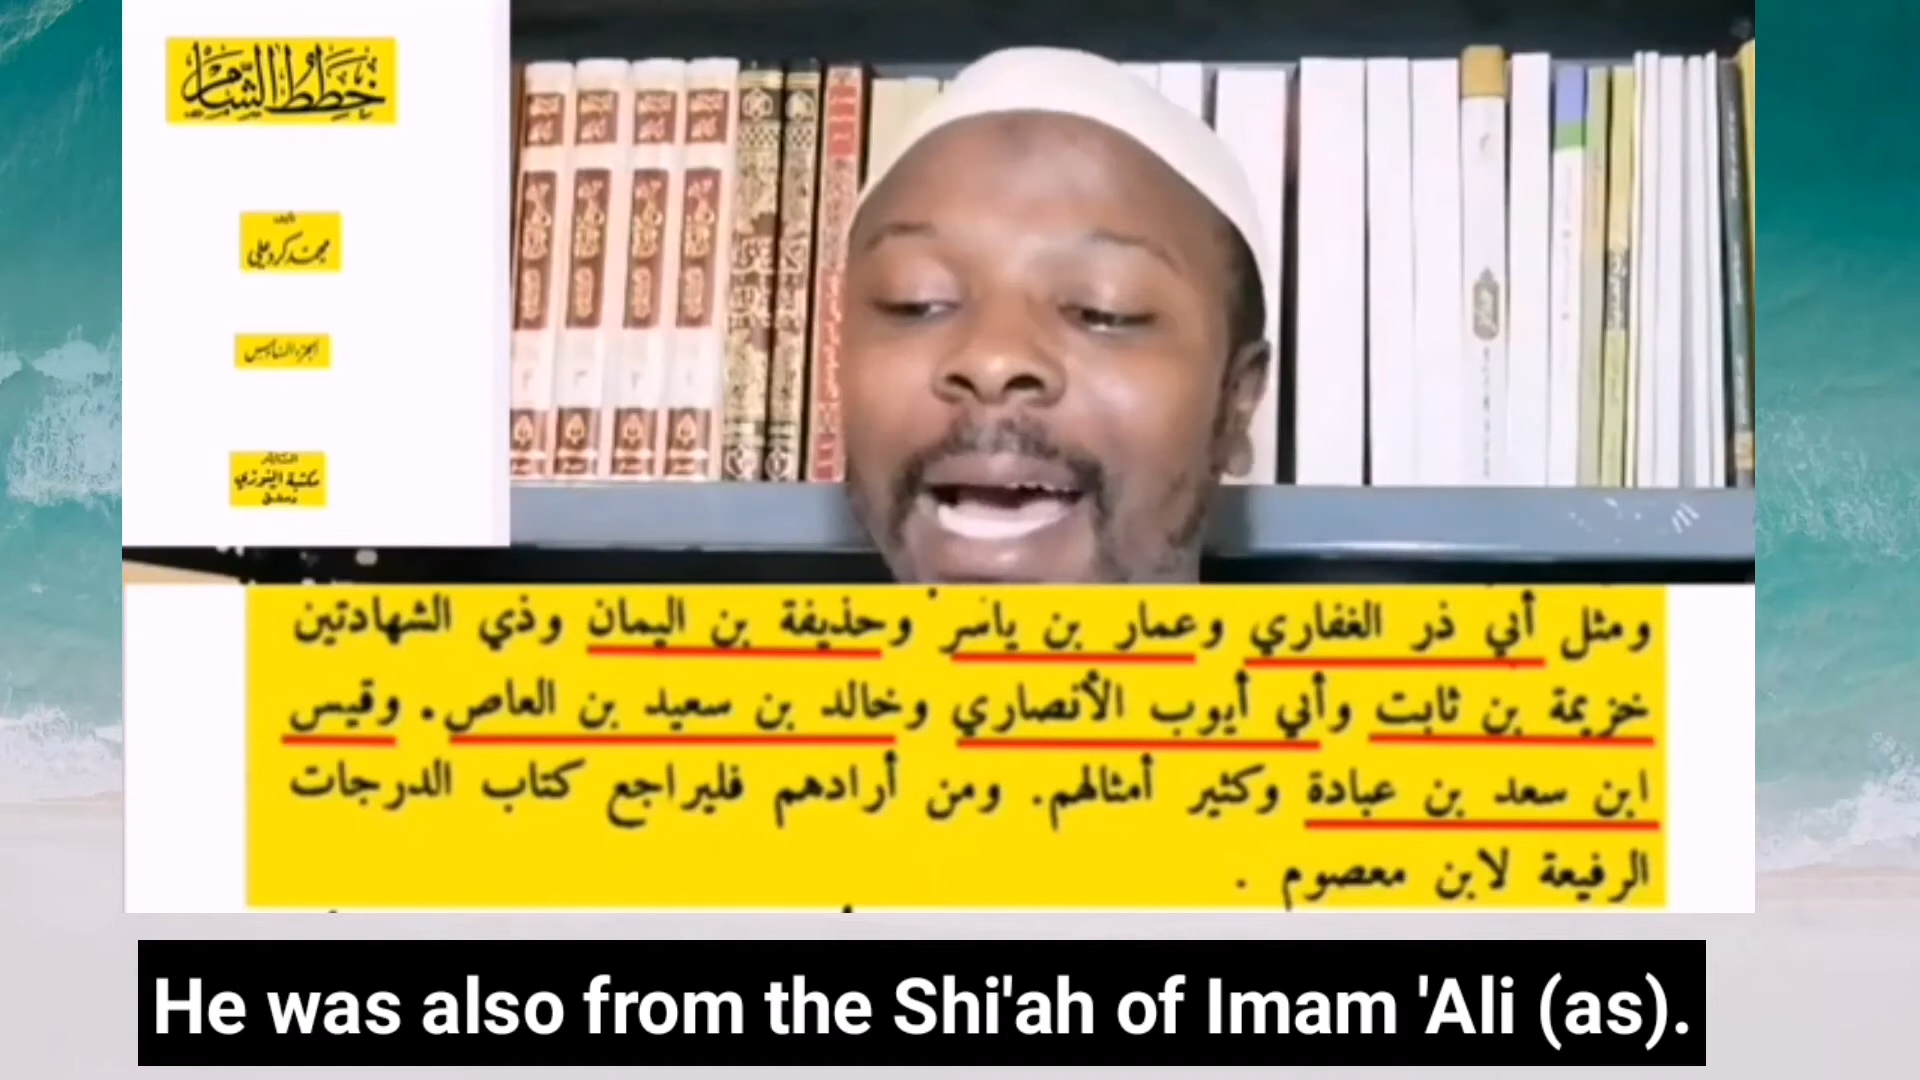 خطط الشام
تأليف
محمد كرد علي
الجزء السادس
الناشر
مكتبة النوري
دمشق
ومثل أبي ذر الغفاري وعمار بن ياسر وحذيفة بن اليمان وذي الشهادتين
خزيمة بن ثابت وأبي أيوب الأنصاري وخالد بن سعيد بن العاص. وقيس
ابن سعد بن عبادة وكثير أمثالهم. ومن أرادهم فليراجع كتاب الدرجات
الرفيعة لابن معصوم .
He was also from the Shi'ah of Imam 'Ali (as).